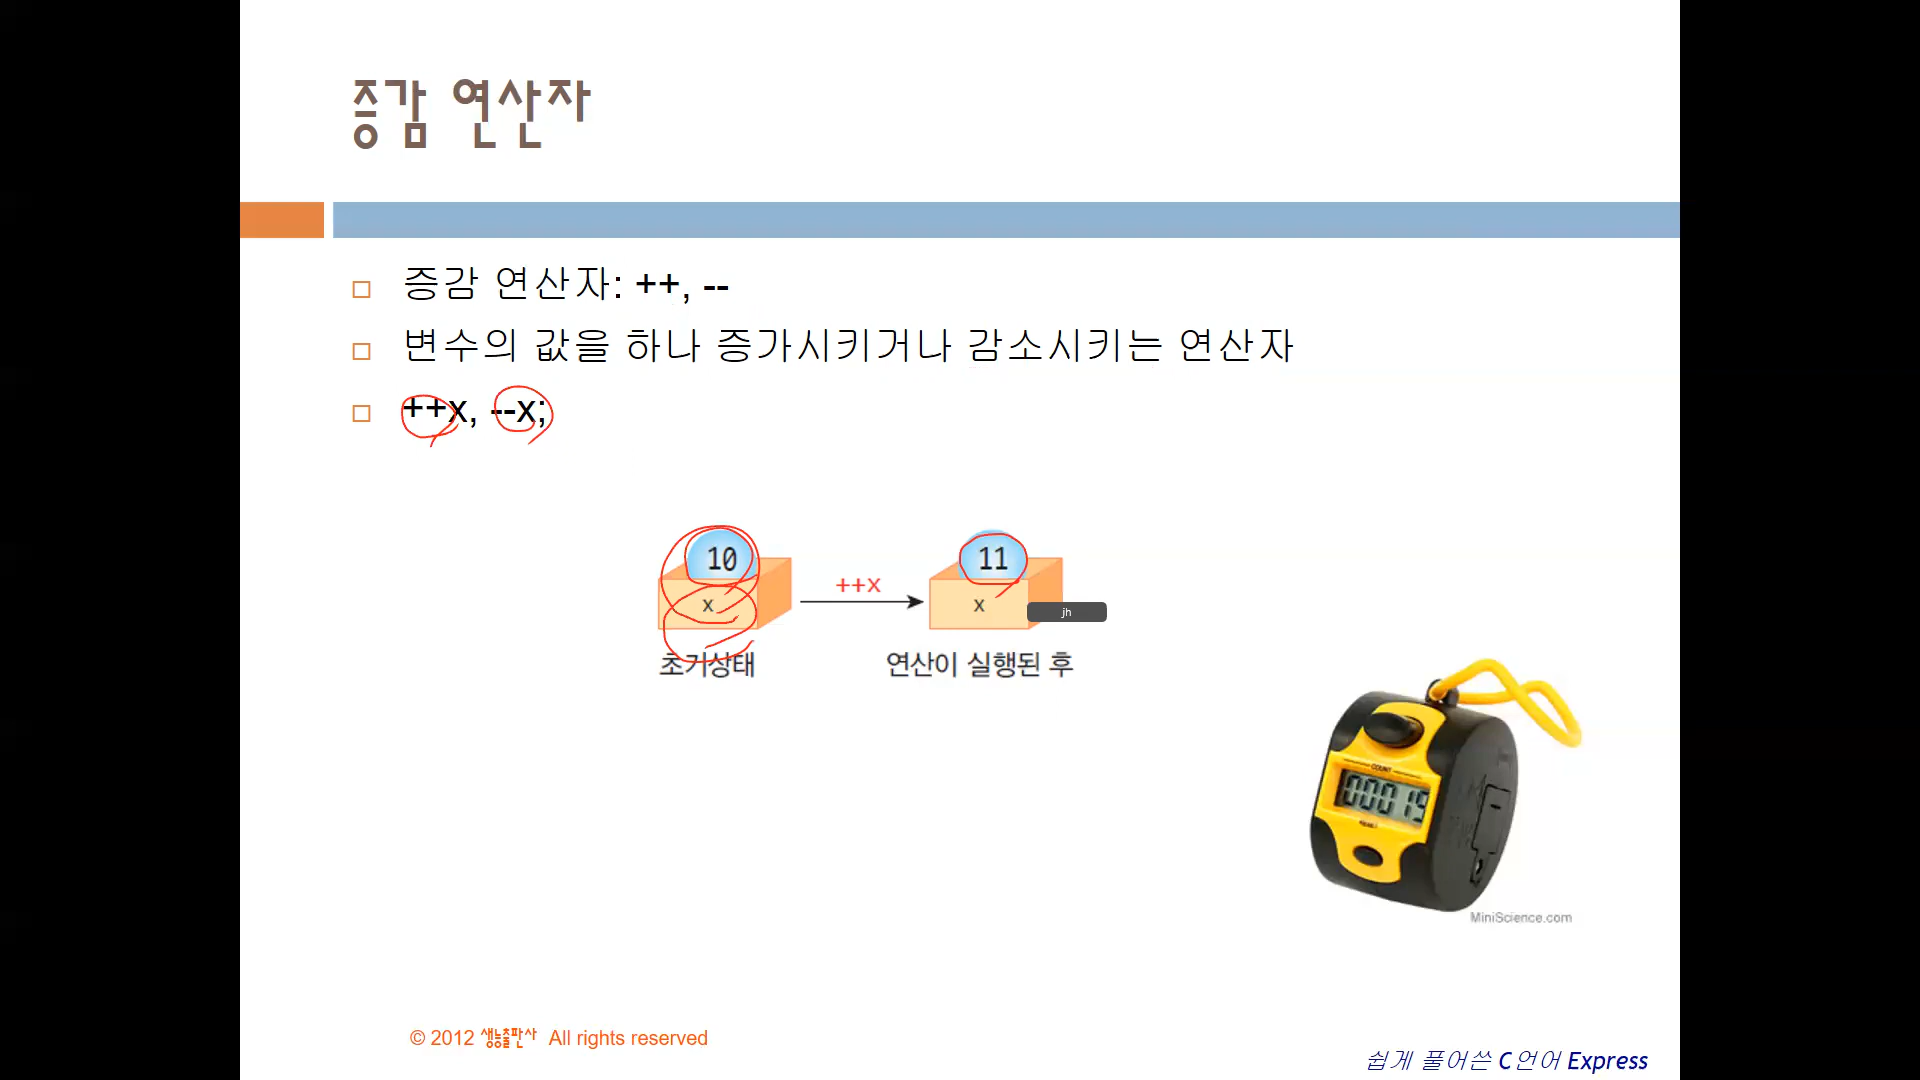 증감 연산자
증감 연산자: ++, --
변수의 값을 하나 증가시키거나 감소시키는 연산자
++x, --x;
10
x
++x
11
x
jh
초기상태
연산이 실행된 후
COUNT
MiniScience.com
© 2012 생능출판사 All rights reserved
쉽게 풀어쓴 C언어 Express